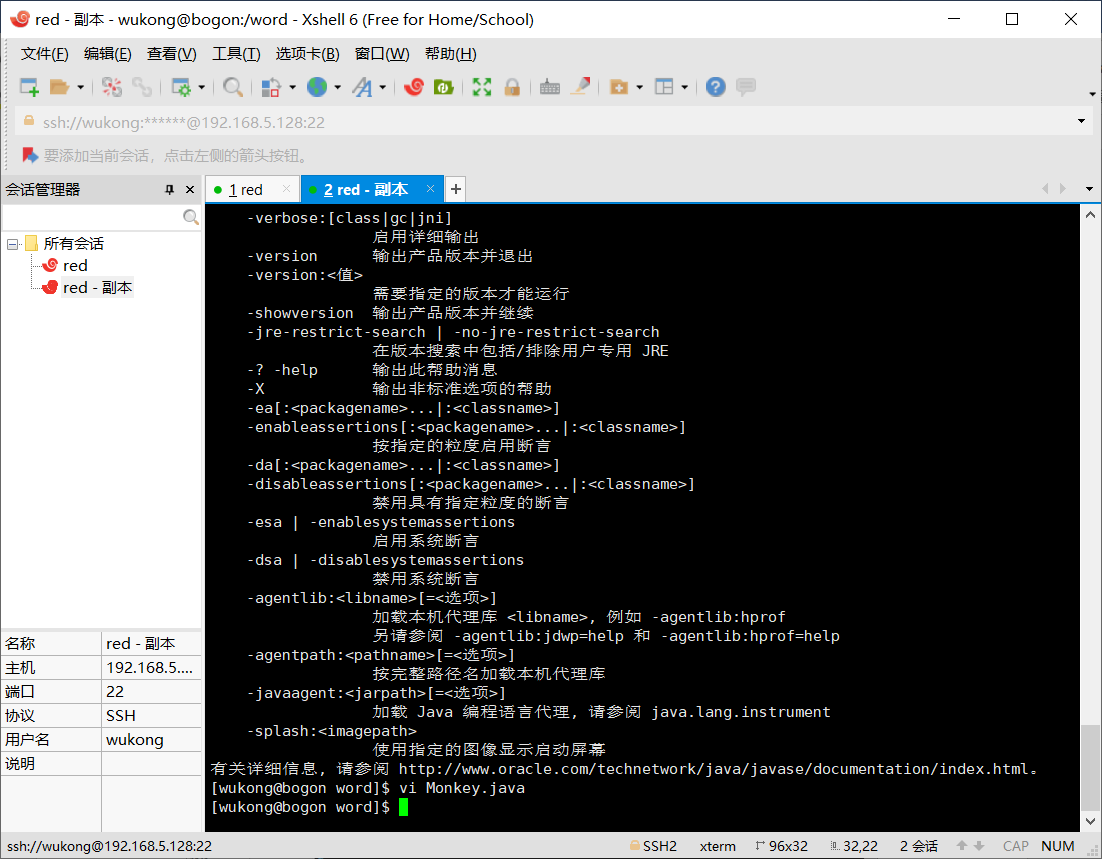 red - 副本 - wukong@bogon:/word - Xshell 6 (Free for Home/School)
文件(F) 编辑(E) 查看(V) 工具(T) 选项卡(B) 窗口(W) 帮助(H)
ssh://wukong:******@192.168.5.128:22
要添加当前会话，点击左侧的箭头按钮。
会话管理器
1 red
2 red - 副本
所有会话
red
red - 副本
名称 red - 副本
主机 192.168.5....
端口 22
协议 SSH
用户名 wukong
说明
-verbose:[class|gc|jni]
启用详细输出
-version 输出产品版本并退出
-version:<值>
需要指定的版本才能运行
-showversion 输出产品版本并继续
-jre-restrict-search | -no-jre-restrict-search
在版本搜索中包括/排除用户专用 JRE
-? -help 输出此帮助消息
-X 输出非标准选项的帮助
-ea[:<packagename>...|:<classname>]
-enableassertions[:<packagename>...|:<classname>]
按指定的粒度启用断言
-da[:<packagename>...|:<classname>]
-disableassertions[:<packagename>...|:<classname>]
禁用具有指定粒度的断言
-esa | -enablesystemassertions
启用系统断言
-dsa | -disablesystemassertions
禁用系统断言
-agentlib:<libname>[=<选项>]
加载本机代理库 <libname>, 例如 -agentlib:hprof
另请参阅 -agentlib:jdwp=help 和 -agentlib:hprof=help
-agentpath:<pathname>[=<选项>]
按完整路径名加载本机代理库
-javaagent:<jarpath>[=<选项>]
加载 Java 编程语言代理, 请参阅 java.lang.instrument
-splash:<imagepath>
使用指定的图像显示启动屏幕
有关详细信息, 请参阅 http://www.oracle.com/technetwork/java/javase/documentation/index.html。
[wukong@bogon word]$ vi Monkey.java
[wukong@bogon word]$
ssh://wukong@192.168.5.128:22 SSH2 xterm 96x32 32,22 2 会话 CAP NUM